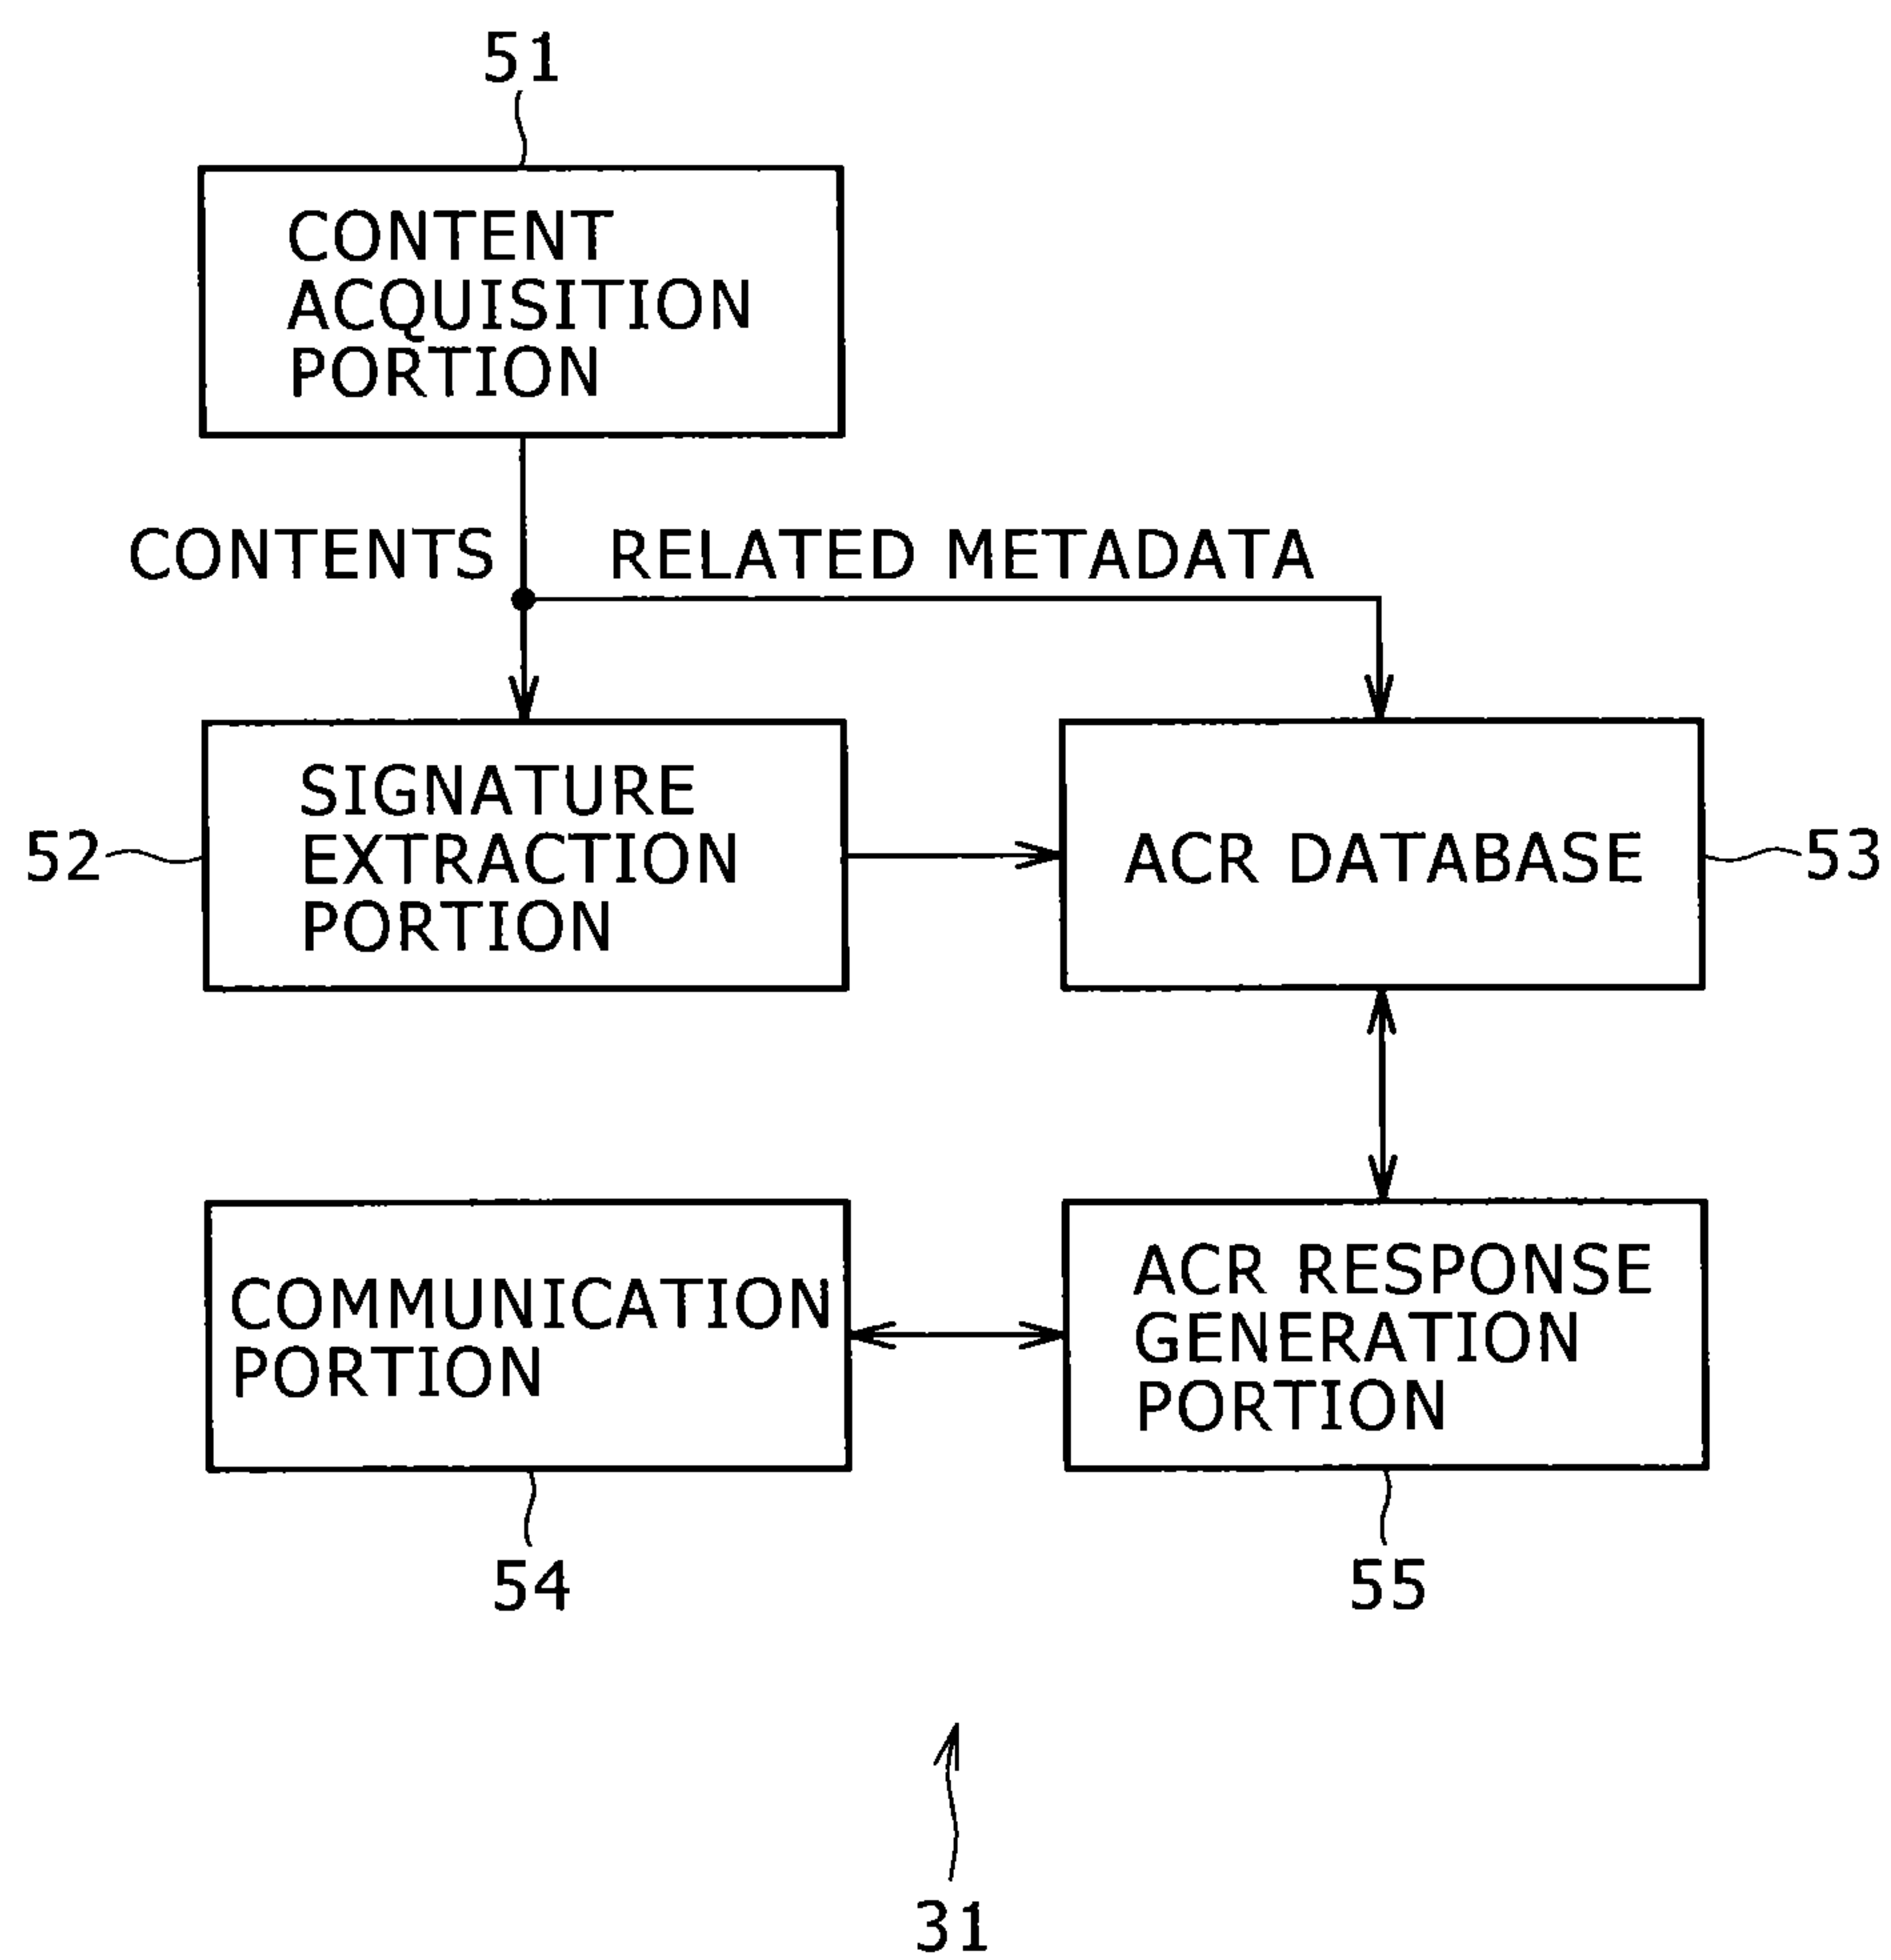 51
CONTENT
ACQUISITION
PORTION
CONTENTS
RELATED METADATA
52
SIGNATURE
EXTRACTION
PORTION
ACR DATABASE
53
COMMUNICATION
PORTION
54
ACR RESPONSE
GENERATION
PORTION
55
31